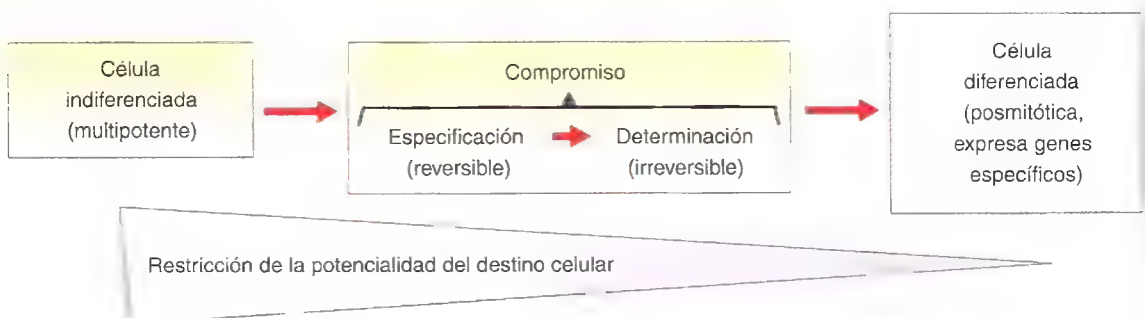 Célula
indiferenciada
(multipotente)
Compromiso
Especificación
(reversible)
Determinación
(irreversible)
Célula
diferenciada
(posmitótica,
expresa genes
específicos)
Restricción de la potencialidad del destino celular